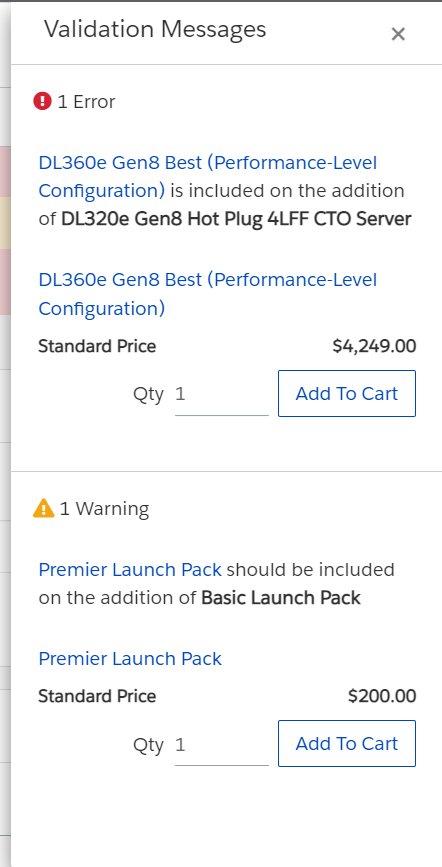 Validation Messages
1 Error
DL360e Gen8 Best (Performance-Level
Configuration) is included on the addition
of DL320e Gen8 Hot Plug 4LFF CTO Server
DL360e Gen8 Best (Performance-Level
Configuration)
Standard Price $4,249.00
Qty 1 Add To Cart
1 Warning
Premier Launch Pack should be included
on the addition of Basic Launch Pack
Premier Launch Pack
Standard Price $200.00
Qty 1 Add To Cart